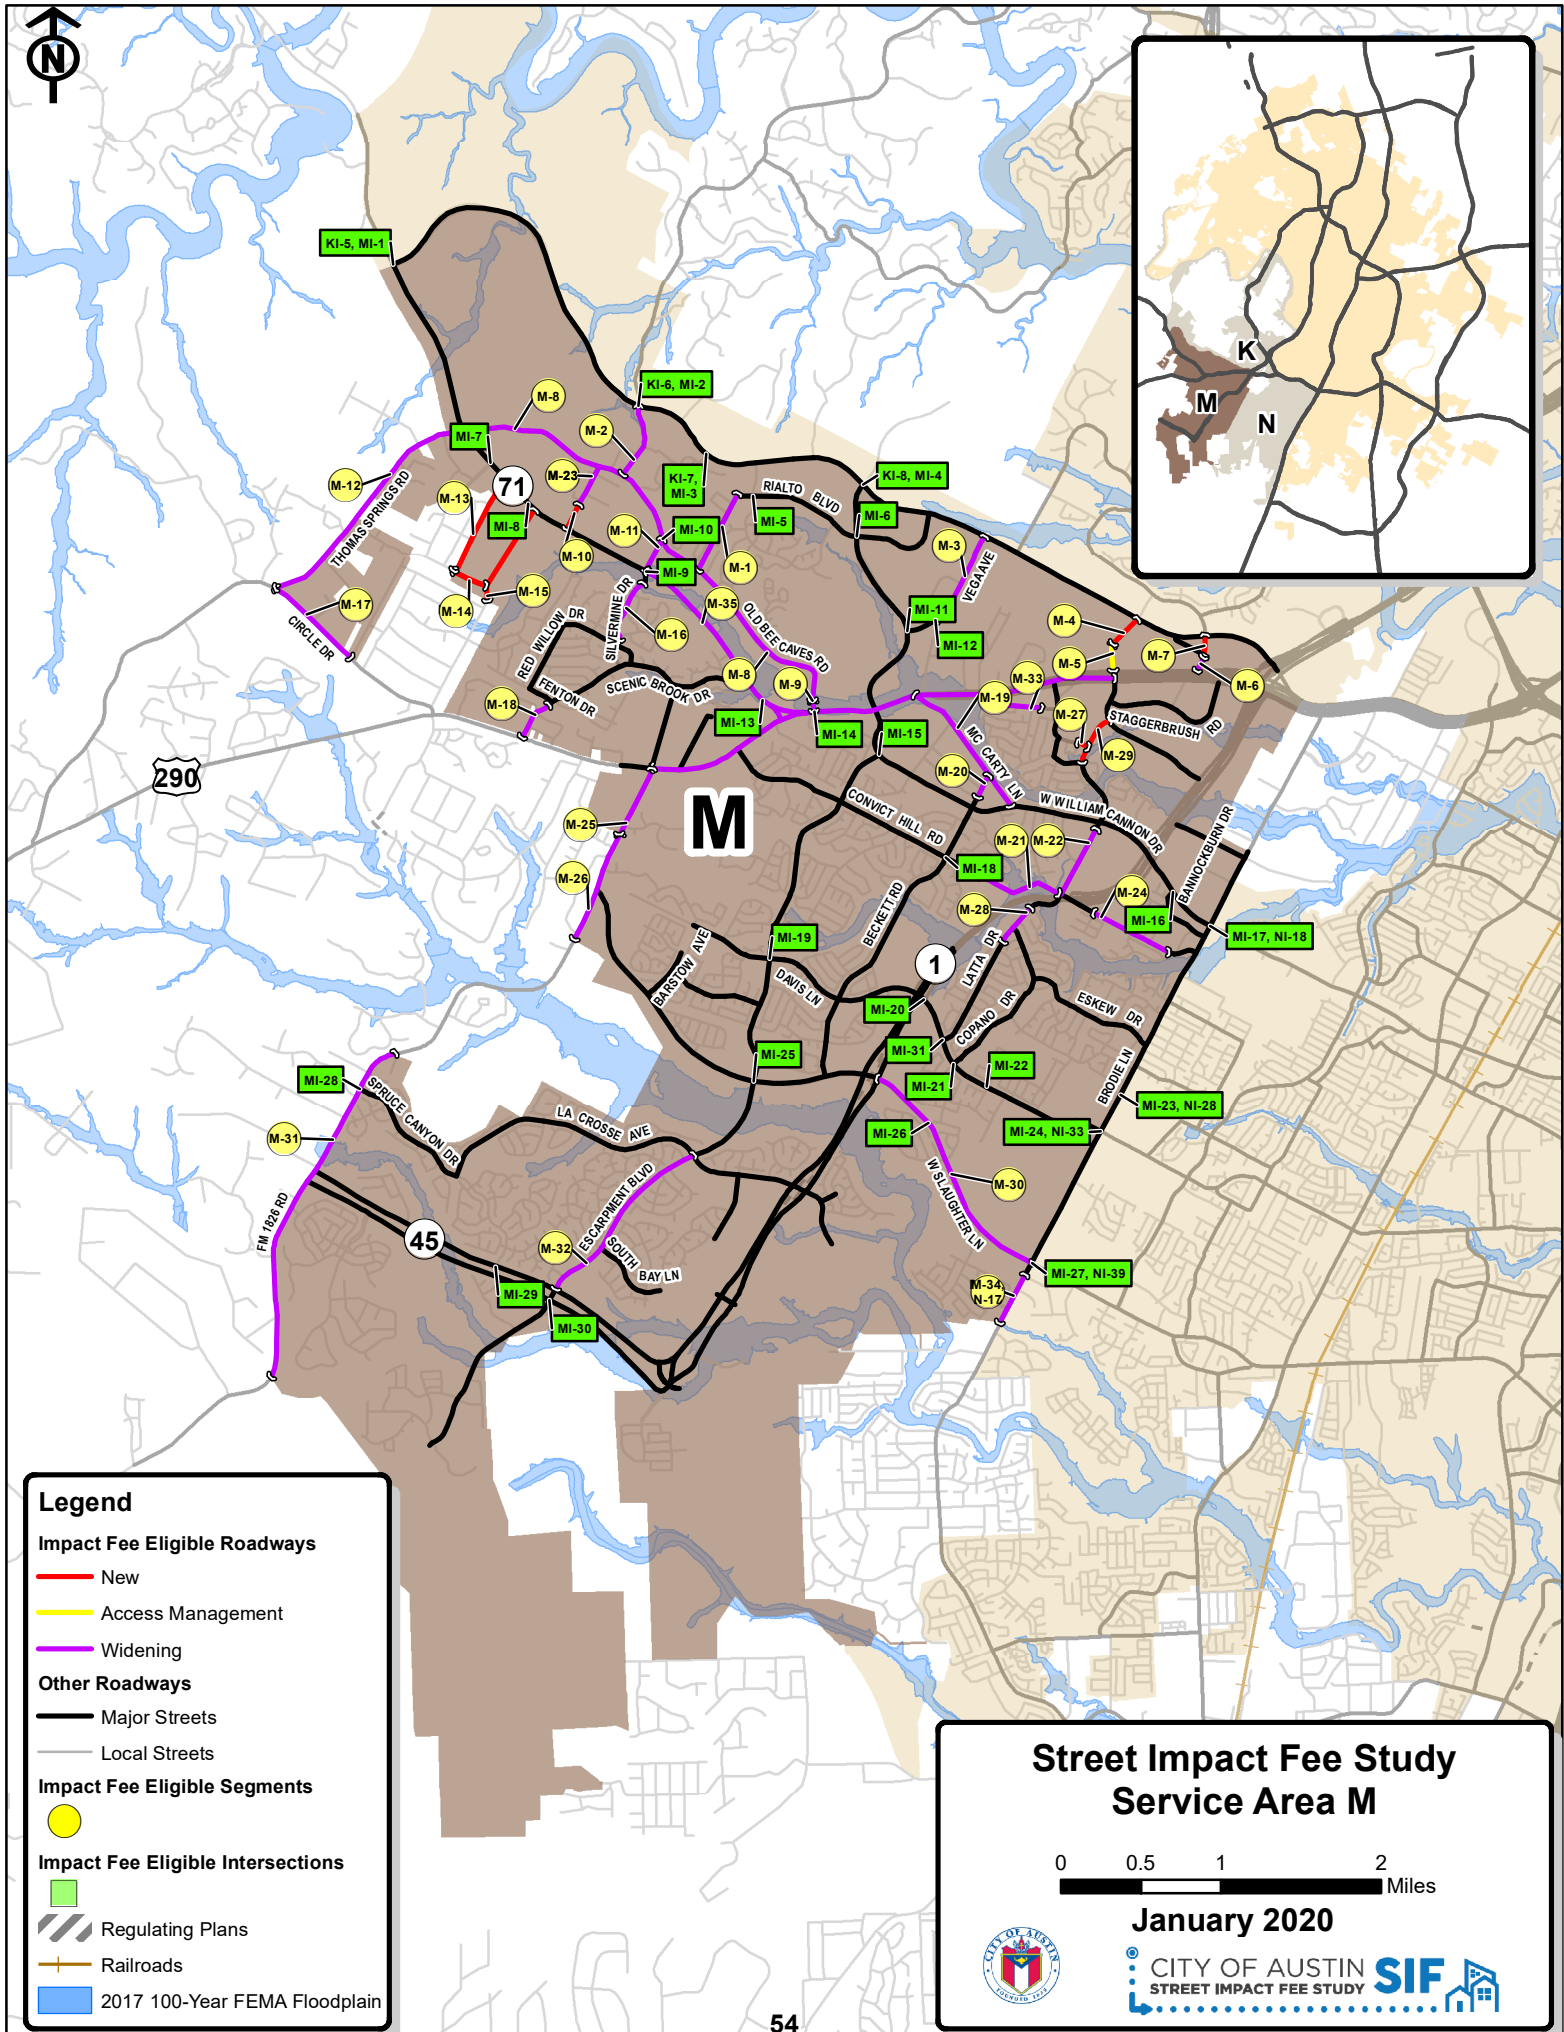 N
KI-5, MI-1
KI-6, MI-2
M-8
M-2
MI-7
M-23
KI-7,
MI-3
KI-8, MI-4
RIALTO BLVD
M-12
71
M-13
MI-5
MI-6
THOMAS SPRINGS RD
MI-8
M-11
MI-10
M-3
M-10
MI-9
M-1
VEGA AVE
M-17
M-14
M-15
SILVERMINE DR
M-35
MI-11
M-4
CIRCLE DR
RED WILLOW DR
M-16
OLD BEE CAVES RD
MI-12
M-5
M-7
M-8
M-9
M-33
M-19
M-6
FENTON DR
SCENIC BROOK DR
M-18
MI-13
MI-14
MI-15
M-27
STAGGERBRUSH RD
M-29
290
MC CARTY LN
M-20
M
CONVICT HILL RD
W WILLIAM CANNON DR
M-25
M-21
M-22
BANNOCKBURN DR
MI-18
M-26
M-24
BECKETT RD
M-28
MI-16
MI-17, NI-18
MI-19
BARSTOW AVE
1
LATTA DR
DAVIS LN
MI-20
COPANO DR
ESKEW DR
MI-31
MI-25
MI-22
MI-21
BRODIE LN
MI-28
SPRUCE CANYON DR
MI-23, NI-28
LA CROSSE AVE
MI-26
MI-24, NI-33
M-31
W SLAUGHTER LN
M-30
ESCARPMENT BLVD
FM 1826 RD
45
M-32
SOUTH BAY LN
MI-27, NI-39
MI-29
M-34,
N-17
MI-30
K
M
N
Legend
Impact Fee Eligible Roadways
New
Access Management
Widening
Other Roadways
Major Streets
Local Streets
Impact Fee Eligible Segments
Impact Fee Eligible Intersections
Regulating Plans
Railroads
2017 100-Year FEMA Floodplain
Street Impact Fee Study
Service Area M
0 0.5 1 2
Miles
January 2020
CITY OF AUSTIN
FOUNDED 1839
CITY OF AUSTIN
STREET IMPACT FEE STUDY
SIF
54